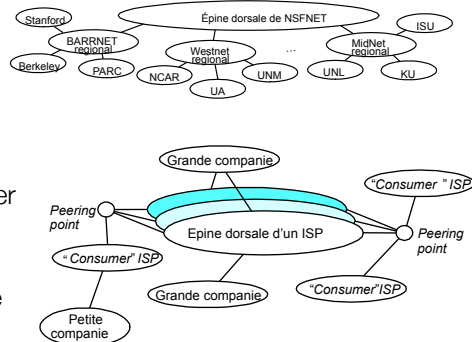 Épine dorsale de NSFNET
Stanford
ISU
BARRNET
regional
Westnet
regional
...
MidNet
regional
Berkeley
PARC
NCAR
UNM
UNL
KU
UA
Grande companie
"Consumer " ISP
er
Peering
point
Epine dorsale d'un ISP
Peering
point
"Consumer" ISP
e
Grande companie
"Consumer"ISP
Petite
companie